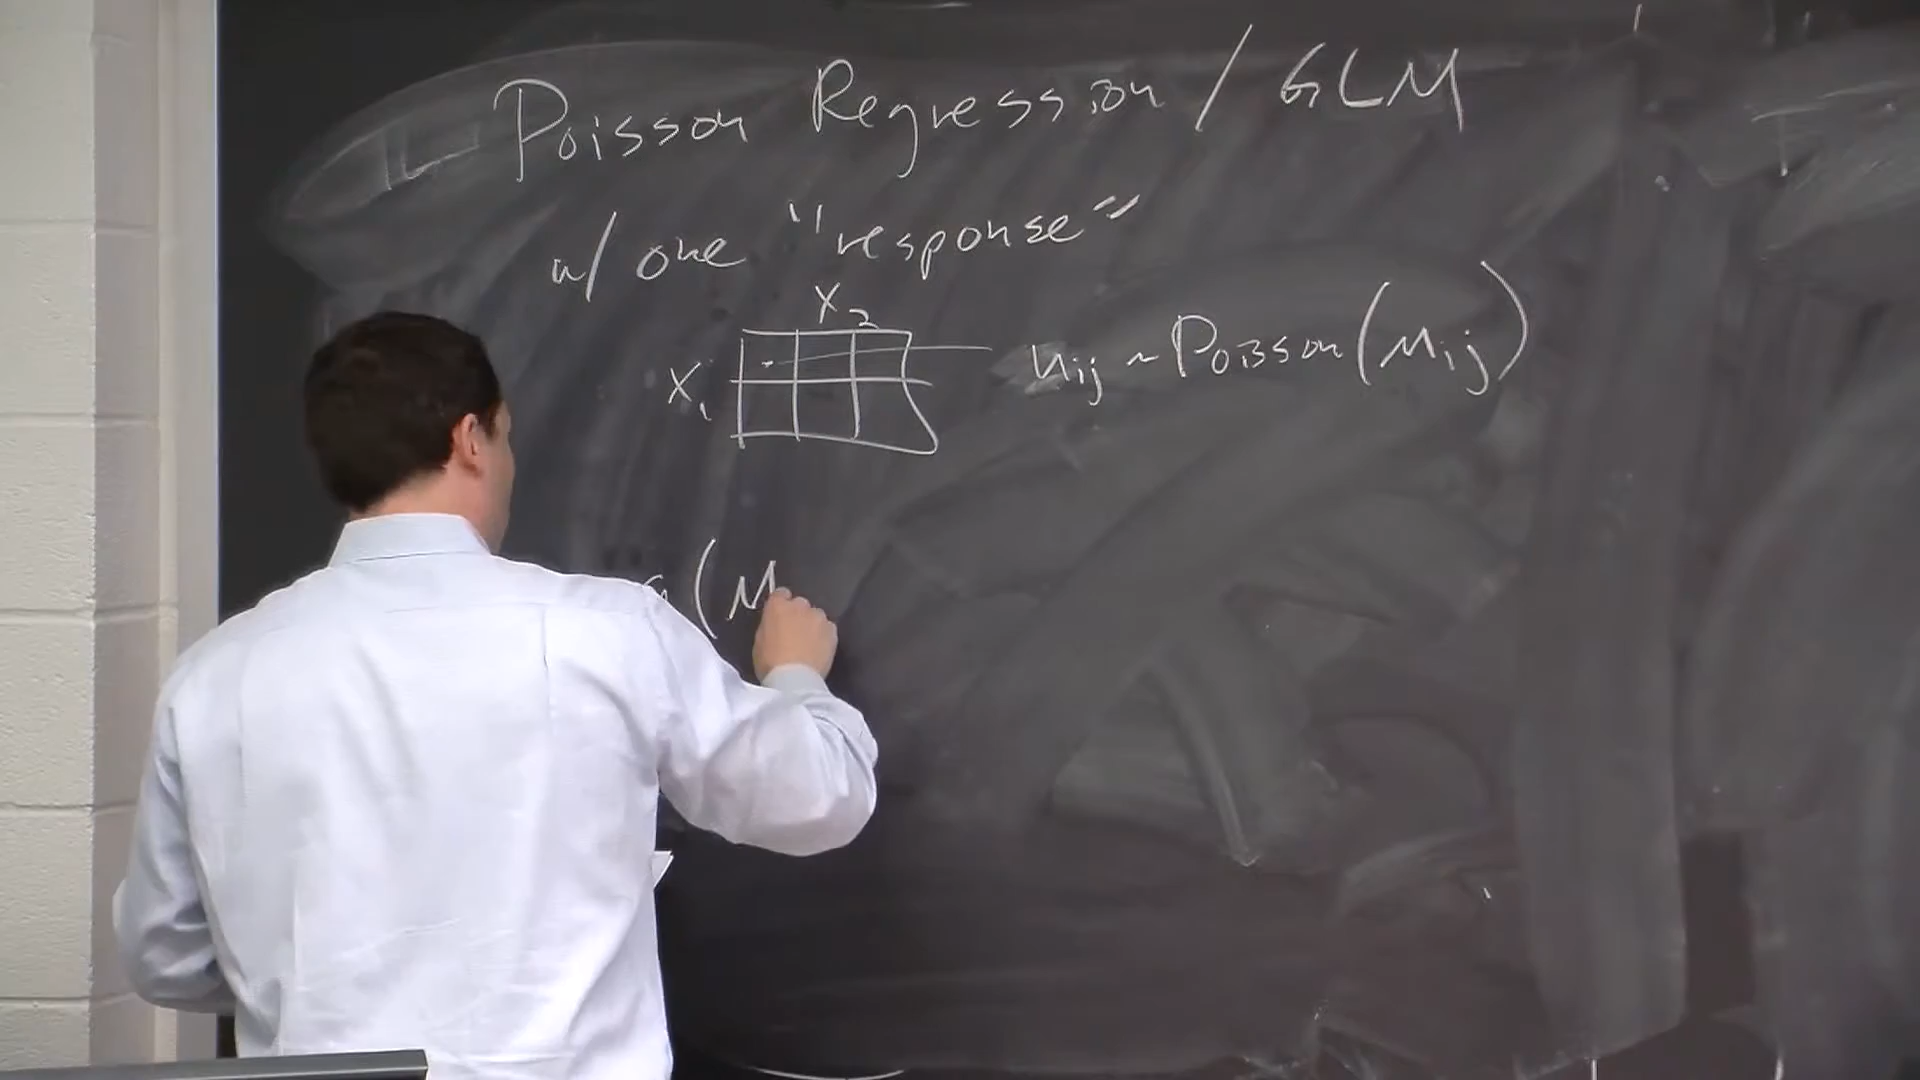 Poisson Regression / GLM
w/ one "response"
X₂
X₁
nᵢⱼ ~ Poisson(μᵢⱼ)
(μ